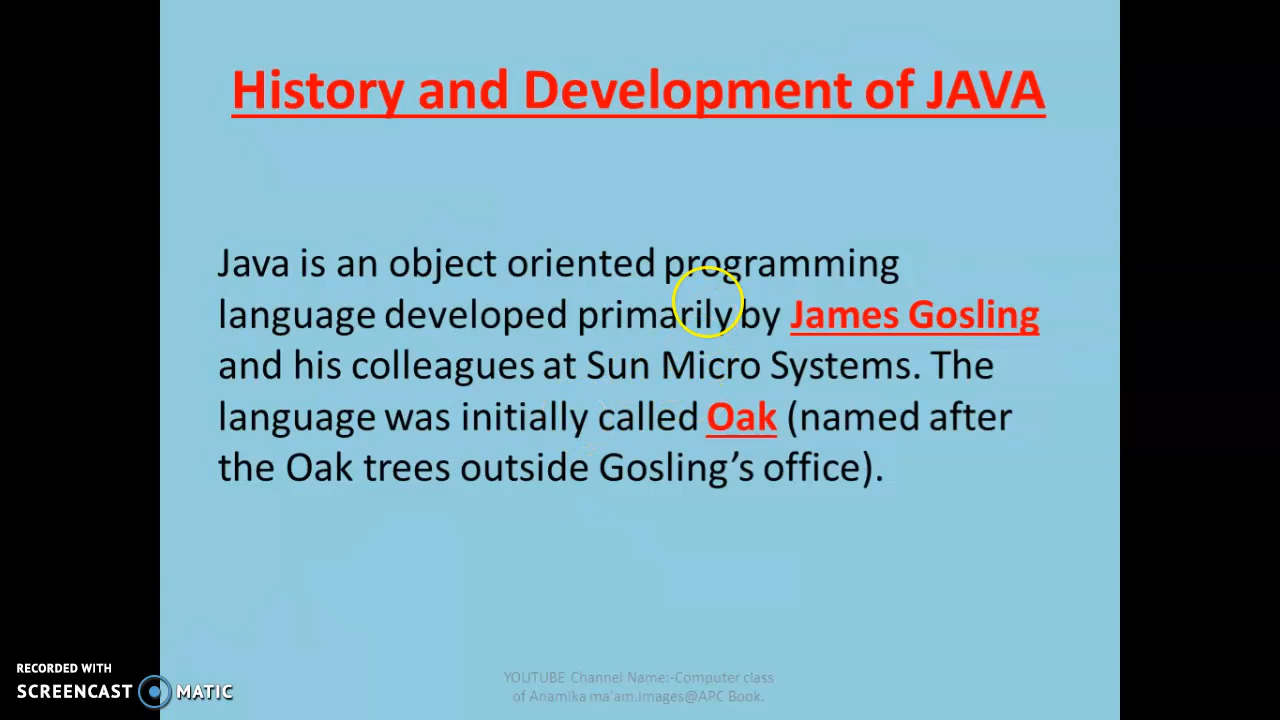 History and Development of JAVA
Java is an object oriented programming
language developed primarily by James Gosling
and his colleagues at Sun Micro Systems. The
language was initially called Oak (named after
the Oak trees outside Gosling’s office).
YOUTUBE Channel Name:-Computer class
of Anamika ma'am.Images@APC Book.
RECORDED WITH
SCREENCAST MATIC